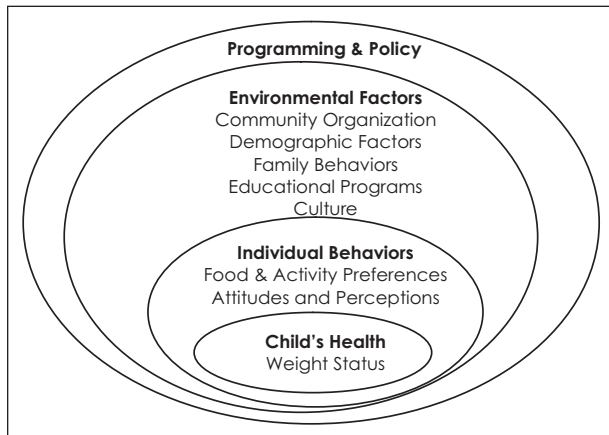 Programming & Policy
Environmental Factors
Community Organization
Demographic Factors
Family Behaviors
Educational Programs
Culture
Individual Behaviors
Food & Activity Preferences
Attitudes and Perceptions
Child's Health
Weight Status